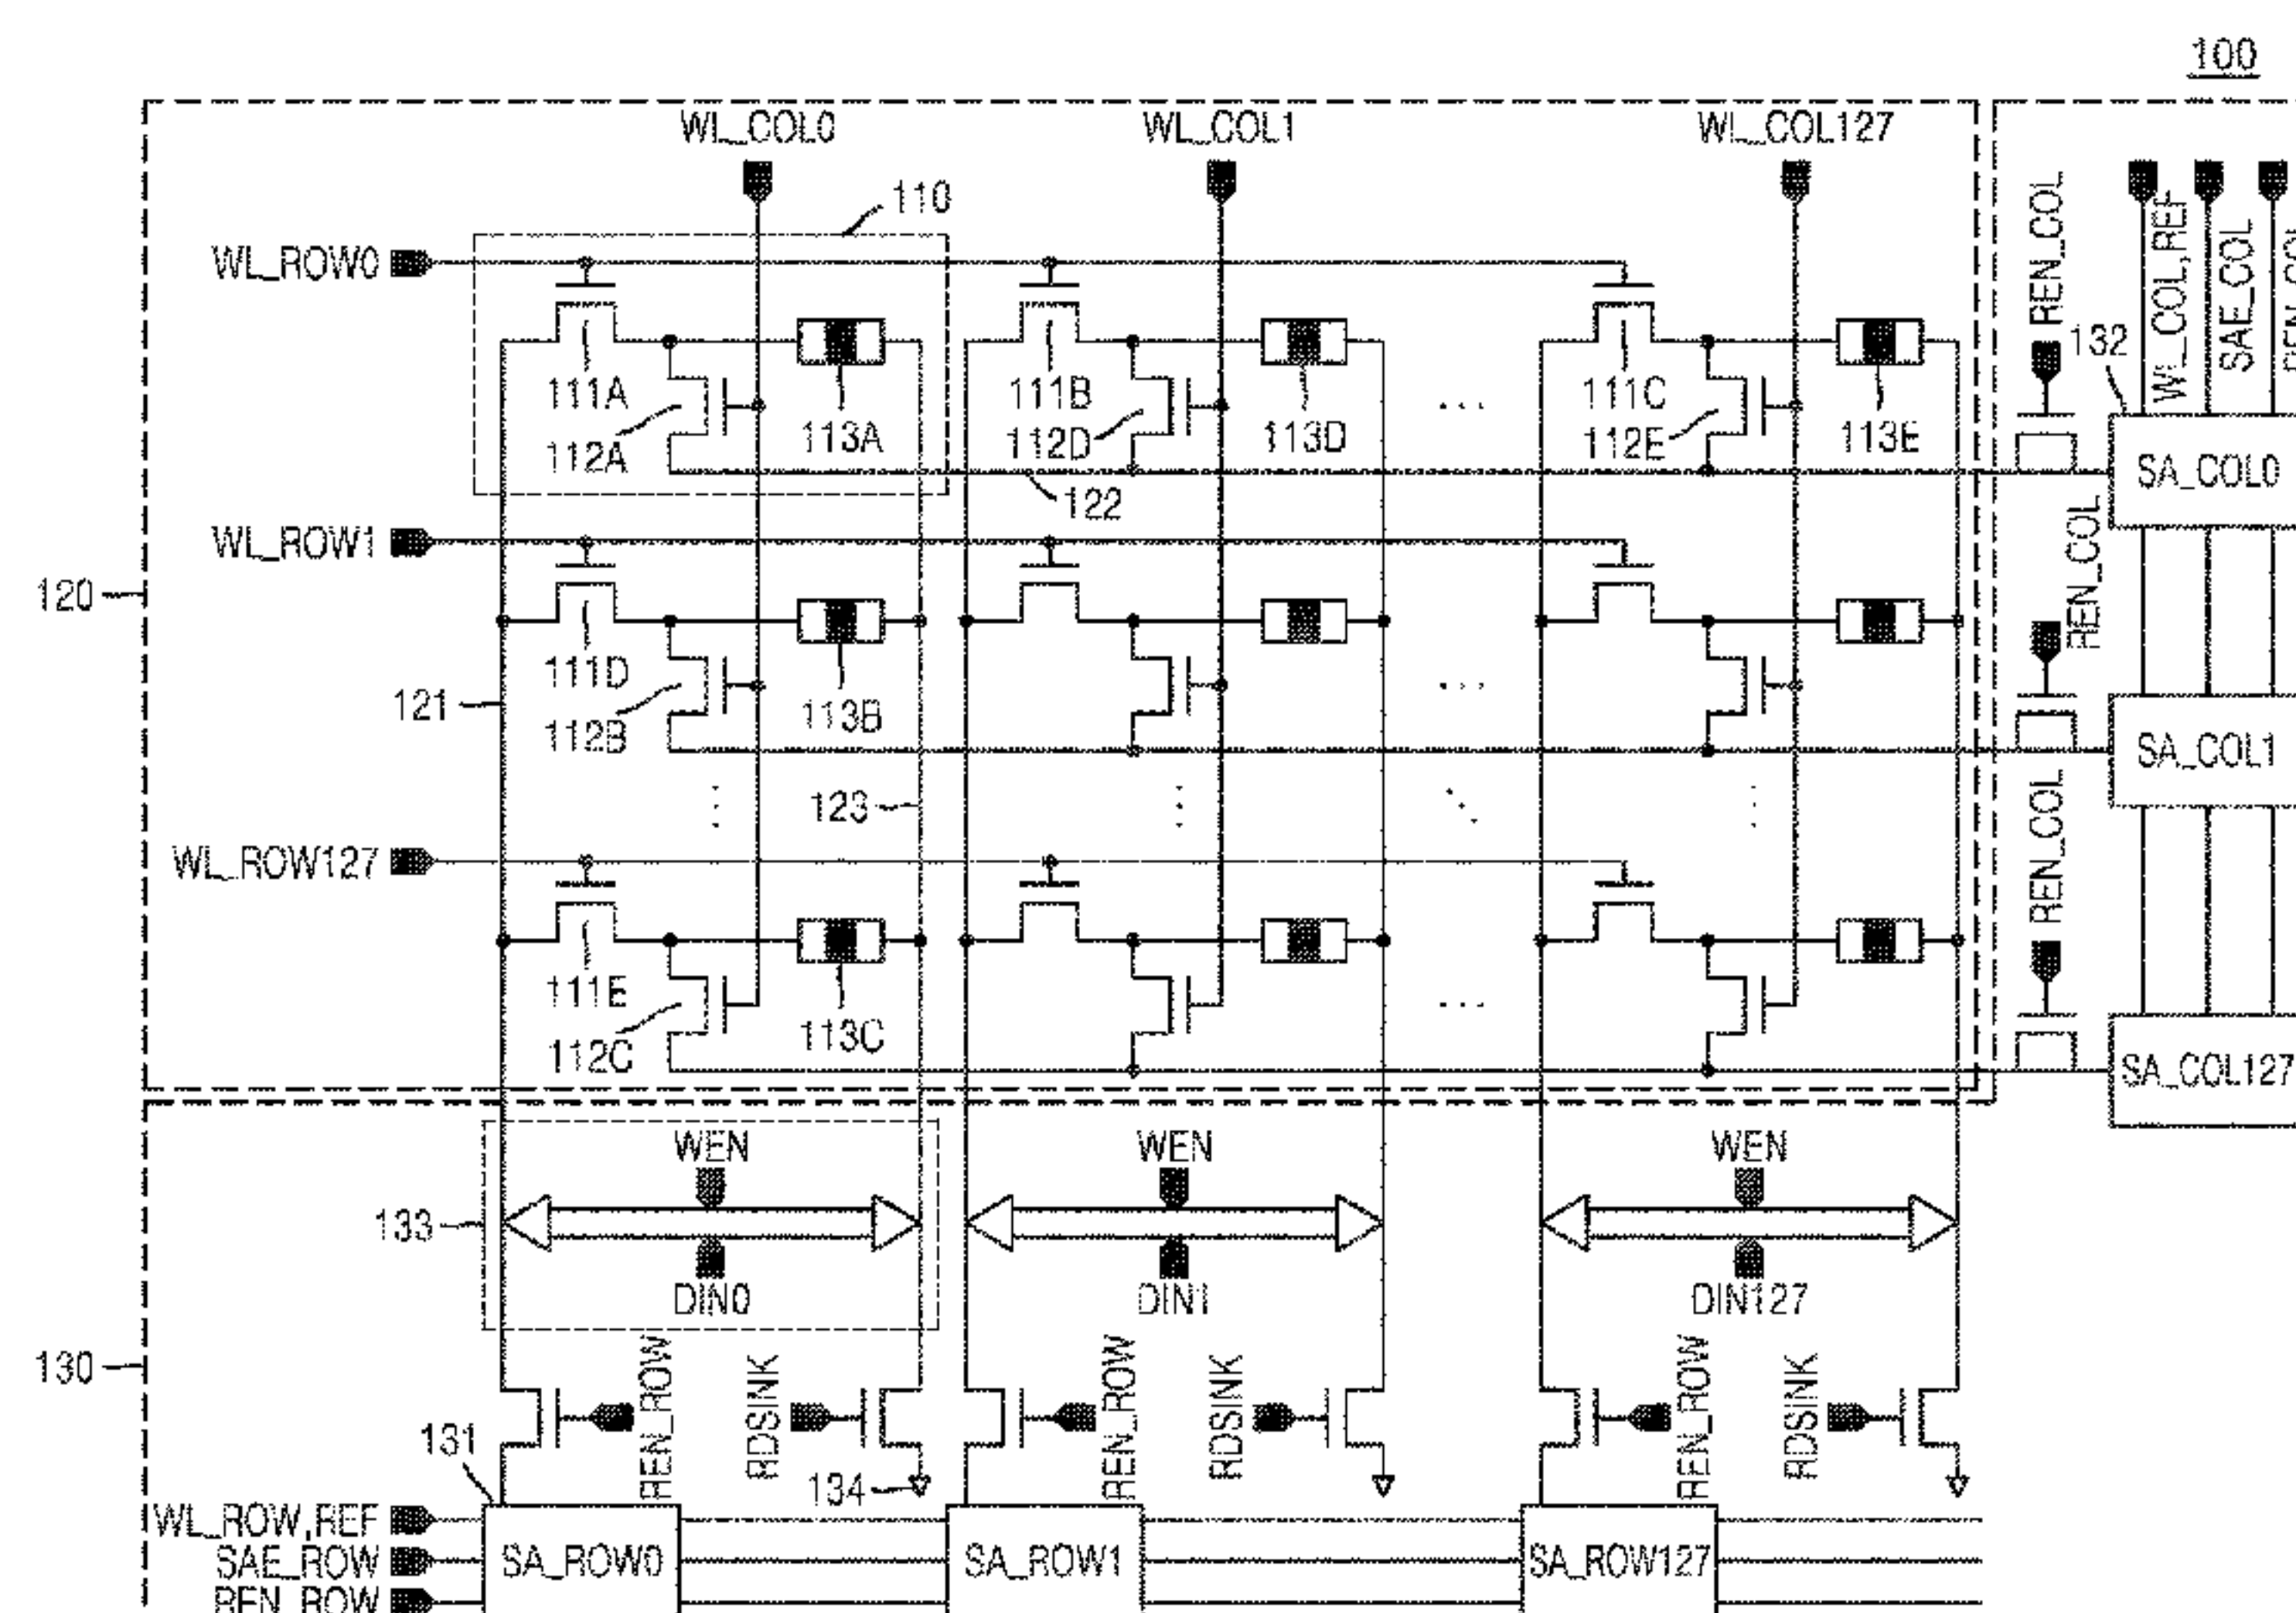 100
WL_COL0
WL_COL1
WL_COL127
110
WL_ROW0
REN_COL
WL_COL,REF
SAE_COL
132
111A
111B
111C
112A
113A
112D
113D
112E
113E
SA_COL0
122
REN_COL
WL_ROW1
120
111D
121
112B
113B
SA_COL1
123
REN_COL
WL_ROW127
111E
112C
113C
SA_COL127
WEN
WEN
WEN
133
DIN0
DIN1
DIN127
130
REN_ROW
RDSINK
REN_ROW
RDSINK
REN_ROW
RDSINK
131
134
WL_ROW,REF
SAE_ROW
SA_ROW0
SA_ROW1
SA_ROW127
REN_ROW